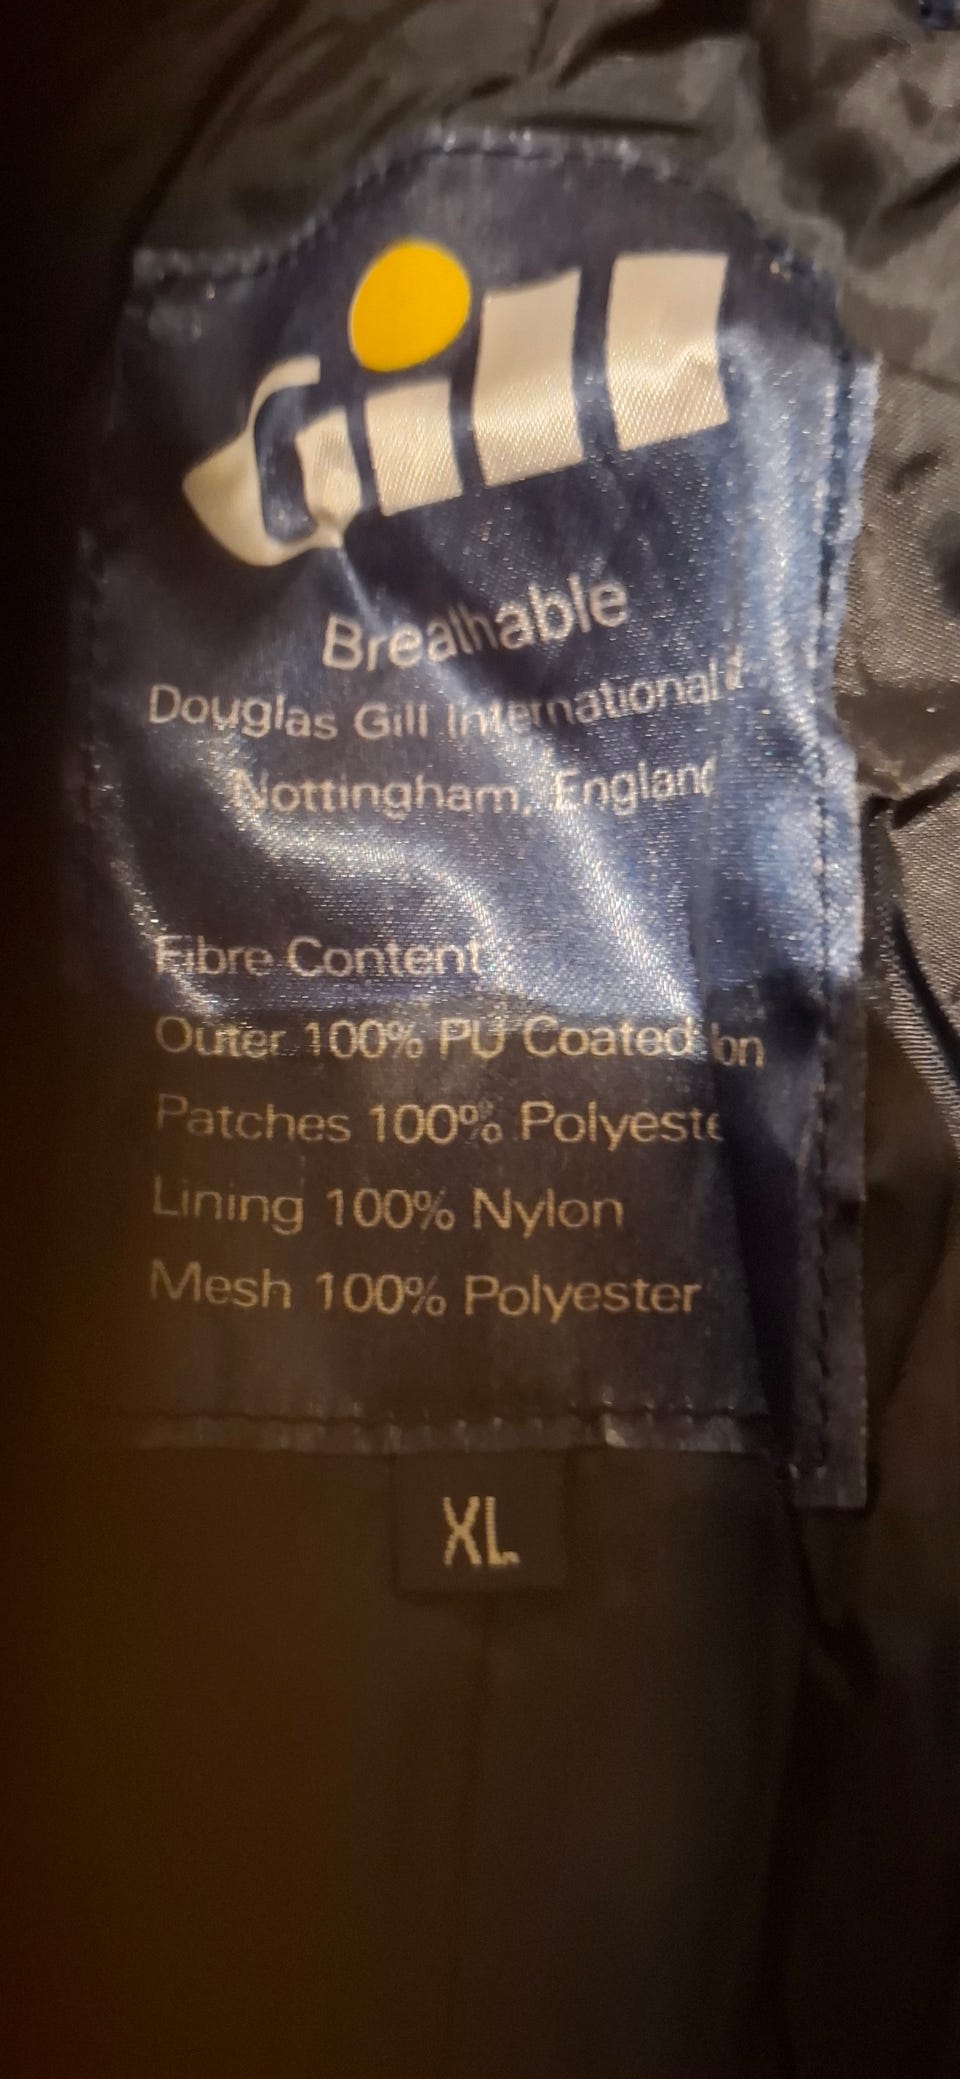 Gill
Breathable
Douglas Gill International
Nottingham, England
Fibre Content:
Outer 100% PU Coated lon
Patches 100% Polyeste
Lining 100% Nylon
Mesh 100% Polyester
XL